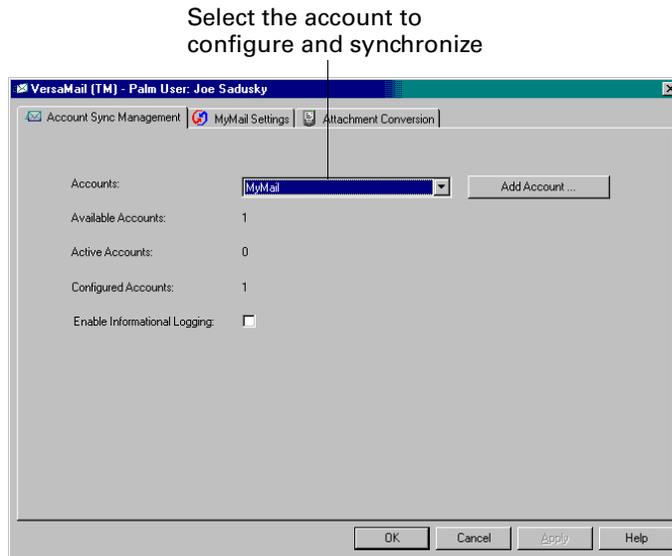 Select the account to
configure and synchronize
VersaMail (TM) - Palm User: Joe Sadusky
Account Sync Management MyMail Settings Attachment Conversion
Accounts: MyMail Add Account ...
Available Accounts: 1
Active Accounts: 0
Configured Accounts: 1
Enable Informational Logging:
OK Cancel Apply Help